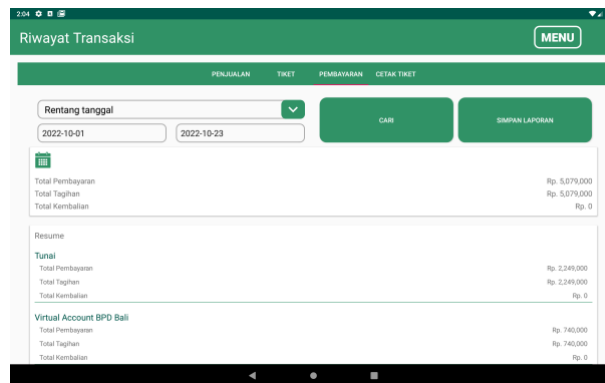 2:04
Riwayat Transaksi
MENU
PENJUALAN TIKET PEMBAYARAN CETAK TIKET
Rentang tanggal
2022-10-01 2022-10-23
CARI
SIMPAN LAPORAN
Total Pembayaran Rp. 5,079,000
Total Tagihan Rp. 5,079,000
Total Kembalian Rp. 0
Resume
Tunai
Total Pembayaran Rp. 2,249,000
Total Tagihan Rp. 2,249,000
Total Kembalian Rp. 0
Virtual Account BPD Bali
Total Pembayaran Rp. 740,000
Total Tagihan Rp. 740,000
Total Kembalian Rp. 0